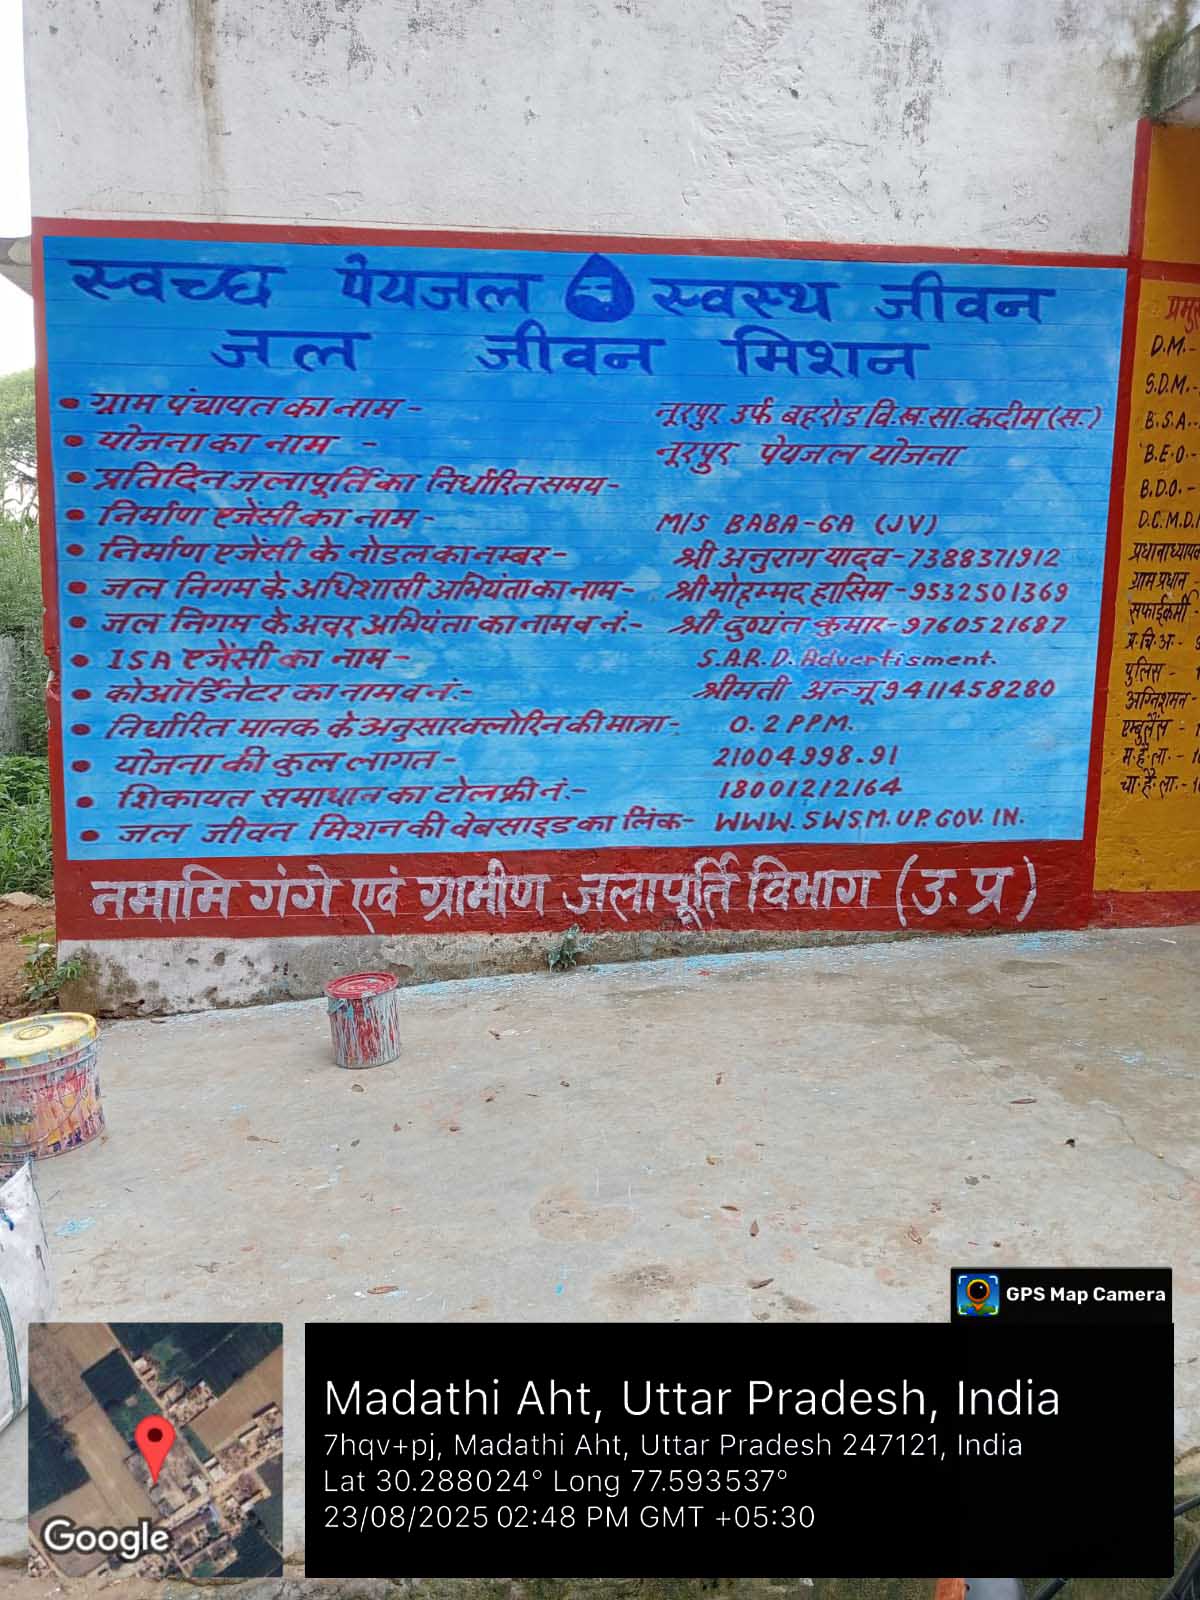 स्वच्छ पेयजल स्वस्थ जीवन
जल जीवन मिशन
• ग्राम पंचायत का नाम - नूरपुर उर्फ बहरोड वि.ख.सा.कदीम (स.)
• योजना का नाम - नूरपुर पेयजल योजना
• प्रतिदिन जलापूर्ति का निर्धारित समय-
• निर्माण एजेंसी का नाम - M/S BABA-GA (JV)
• निर्माण एजेंसी के नोडल का नम्बर- श्री अनुराग यादव-7388371912
• जल निगम के अधिशासी अभियंता का नाम- श्री मोहम्मद हासिम-9532501369
• जल निगम के अवर अभियंता का नाम व नं:- श्री दुष्यंत कुमार-9760521687
• ISA एजेंसी का नाम- S.A.R.D. Advertisment.
• कोऑर्डिनेटर का नाम व नं.- श्रीमती अन्जू 9411458280
• निर्धारित मानक के अनुसार क्लोरिन की मात्रा- 0.2 PPM.
• योजना की कुल लागत- 21004998.91
• शिकायत समाधान का टोल फ्री नं.- 18001212164
• जल जीवन मिशन की वेबसाइड का लिंक- WWW.SWSM.UP.GOV.IN.
नमामि गंगे एवं ग्रामीण जलापूर्ति विभाग (उ.प्र)
D.M.-
S.D.M.-
B.S.A.-
B.E.O.-
B.D.O.-
D.C.M.D.
ग्राम प्रधान
सफाईकर्मी
प्र.चि.अ.-
पुलिस -
अग्निशमन -
एम्बुलैंस -
म.है.ला.-
चा.है.ला.-
GPS Map Camera
Madathi Aht, Uttar Pradesh, India
7hqv+pj, Madathi Aht, Uttar Pradesh 247121, India
Lat 30.288024° Long 77.593537°
23/08/2025 02:48 PM GMT +05:30
Google